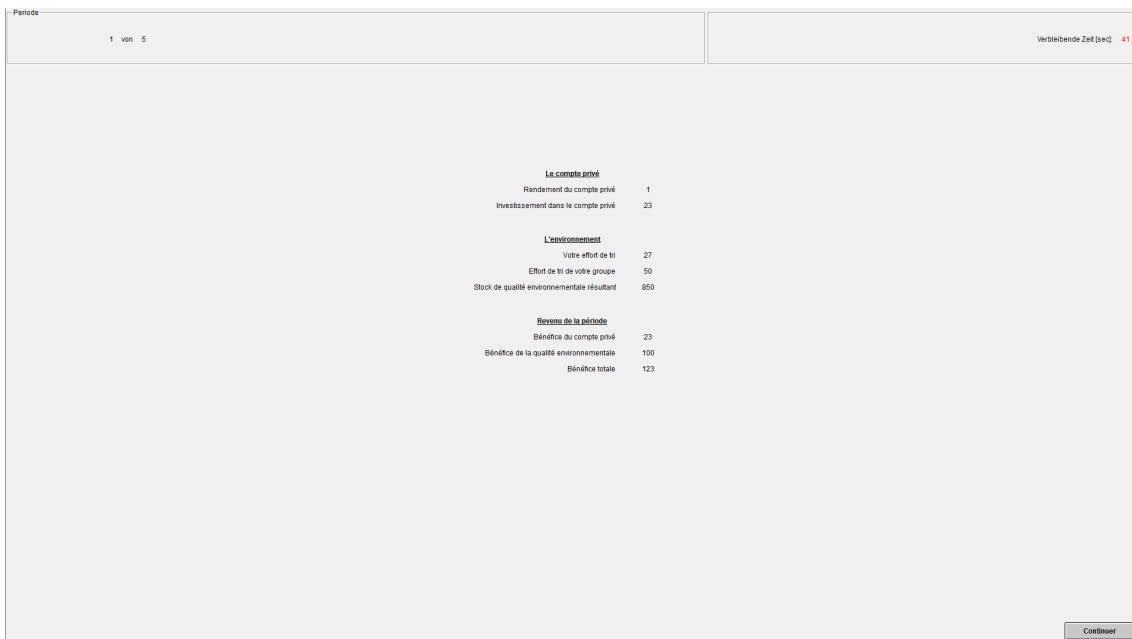 Periode
1 von 5
Verbleibende Zeit [sec]: 41
Le compte privé
Rendement du compte privé 1
Investissement dans le compte privé 23
L'environnement
Votre effort de tri 27
Effort de tri de votre groupe 50
Stock de qualité environnementale résultant 850
Revenu de la période
Bénéfice du compte privé 23
Bénéfice de la qualité environnementale 100
Bénéfice totale 123
Continuer